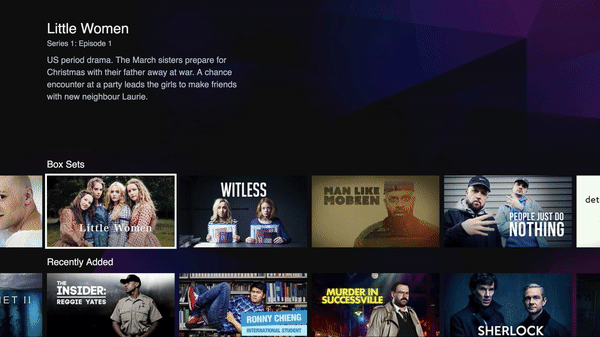 Little Women
Series 1: Episode 1
US period drama. The March sisters prepare for
Christmas with their father away at war. A chance
encounter at a party leads the girls to make friends
with new neighbour Laurie.
Box Sets
Little Women
WITLESS
MAN LIKE
MOBEEN
PEOPLE JUST DO
NOTHING
det
Recently Added
NET II
THE
INSIDER:
REGGIE YATES
RONNY CHIENG
INTERNATIONAL STUDENT
MURDER IN
SUCCESSVILLE
SHERLOCK